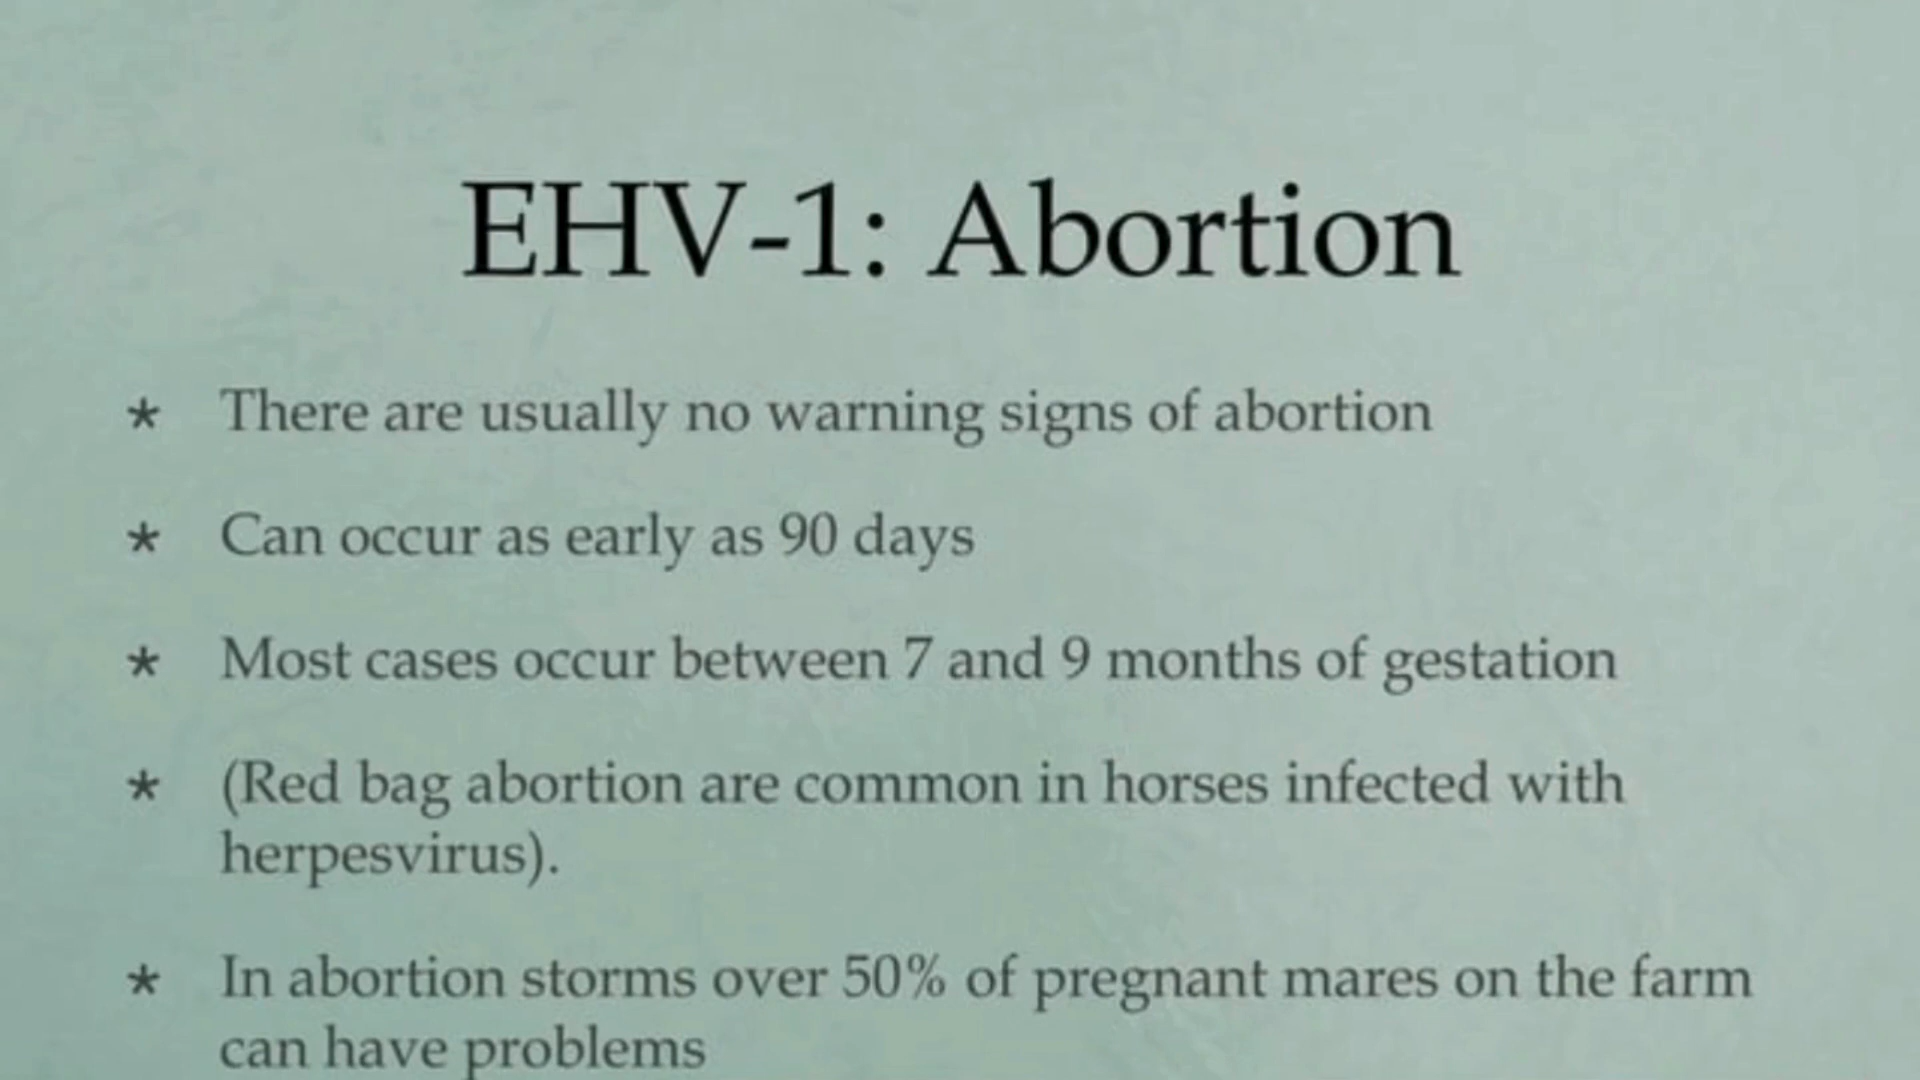 EHV-1: Abortion
* There are usually no warning signs of abortion
* Can occur as early as 90 days
* Most cases occur between 7 and 9 months of gestation
* (Red bag abortion are common in horses infected with
herpesvirus).
* In abortion storms over 50% of pregnant mares on the farm
can have problems